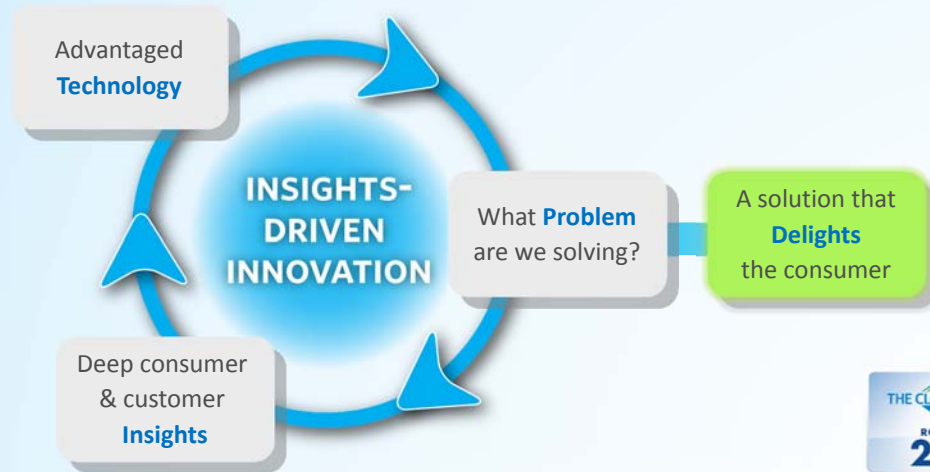 Advantaged
Technology
INSIGHTS-
DRIVEN
INNOVATION
What Problem
are we solving?
A solution that
Delights
the consumer
Deep consumer
& customer
Insights
THE